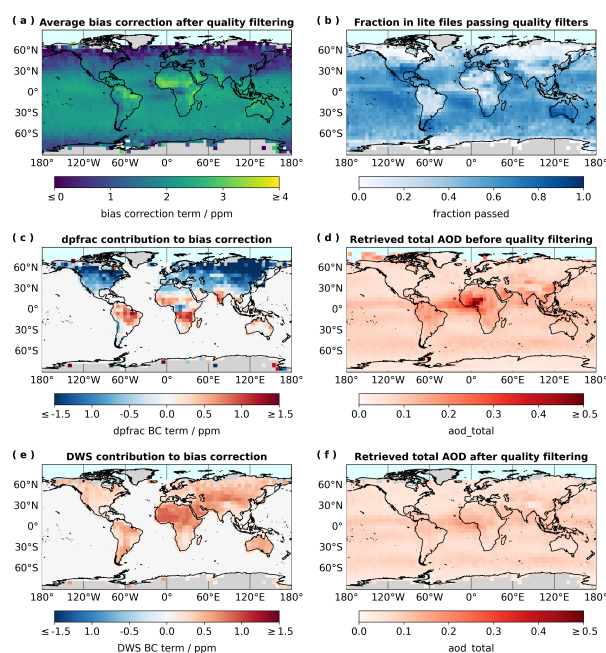 ( a ) Average bias correction after quality filtering
60°N
30°N
0°
30°S
60°S
180° 120°W 60°W 0° 60°E 120°E 180°
≤ 0 1 2 3 ≥ 4
bias correction term / ppm
( b ) Fraction in lite files passing quality filters
60°N
30°N
0°
30°S
60°S
180° 120°W 60°W 0° 60°E 120°E 180°
0.0 0.2 0.4 0.6 0.8 1.0
fraction passed
( c ) dpfrac contribution to bias correction
60°N
30°N
0°
30°S
60°S
180° 120°W 60°W 0° 60°E 120°E 180°
≤ -1.5 1.0 0.5 0.0 0.5 1.0 ≥ 1.5
dpfrac BC term / ppm
( d ) Retrieved total AOD before quality filtering
60°N
30°N
0°
30°S
60°S
180° 120°W 60°W 0° 60°E 120°E 180°
0.0 0.1 0.2 0.3 0.4 ≥ 0.5
aod_total
( e ) DWS contribution to bias correction
60°N
30°N
0°
30°S
60°S
180° 120°W 60°W 0° 60°E 120°E 180°
≤ -1.5 1.0 0.5 0.0 0.5 1.0 ≥ 1.5
DWS BC term / ppm
( f ) Retrieved total AOD after quality filtering
60°N
30°N
0°
30°S
60°S
180° 120°W 60°W 0° 60°E 120°E 180°
0.0 0.1 0.2 0.3 0.4 ≥ 0.5
aod_total